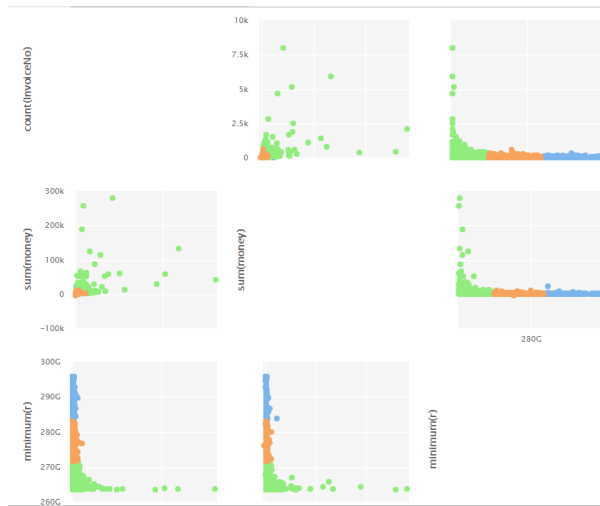 10k
7.5k
5k
2.5k
0
count(InvoiceNo)
300k
200k
100k
0
−100k
sum(money)
sum(money)
280G
300G
290G
280G
270G
260G
minimum(r)
minimum(r)